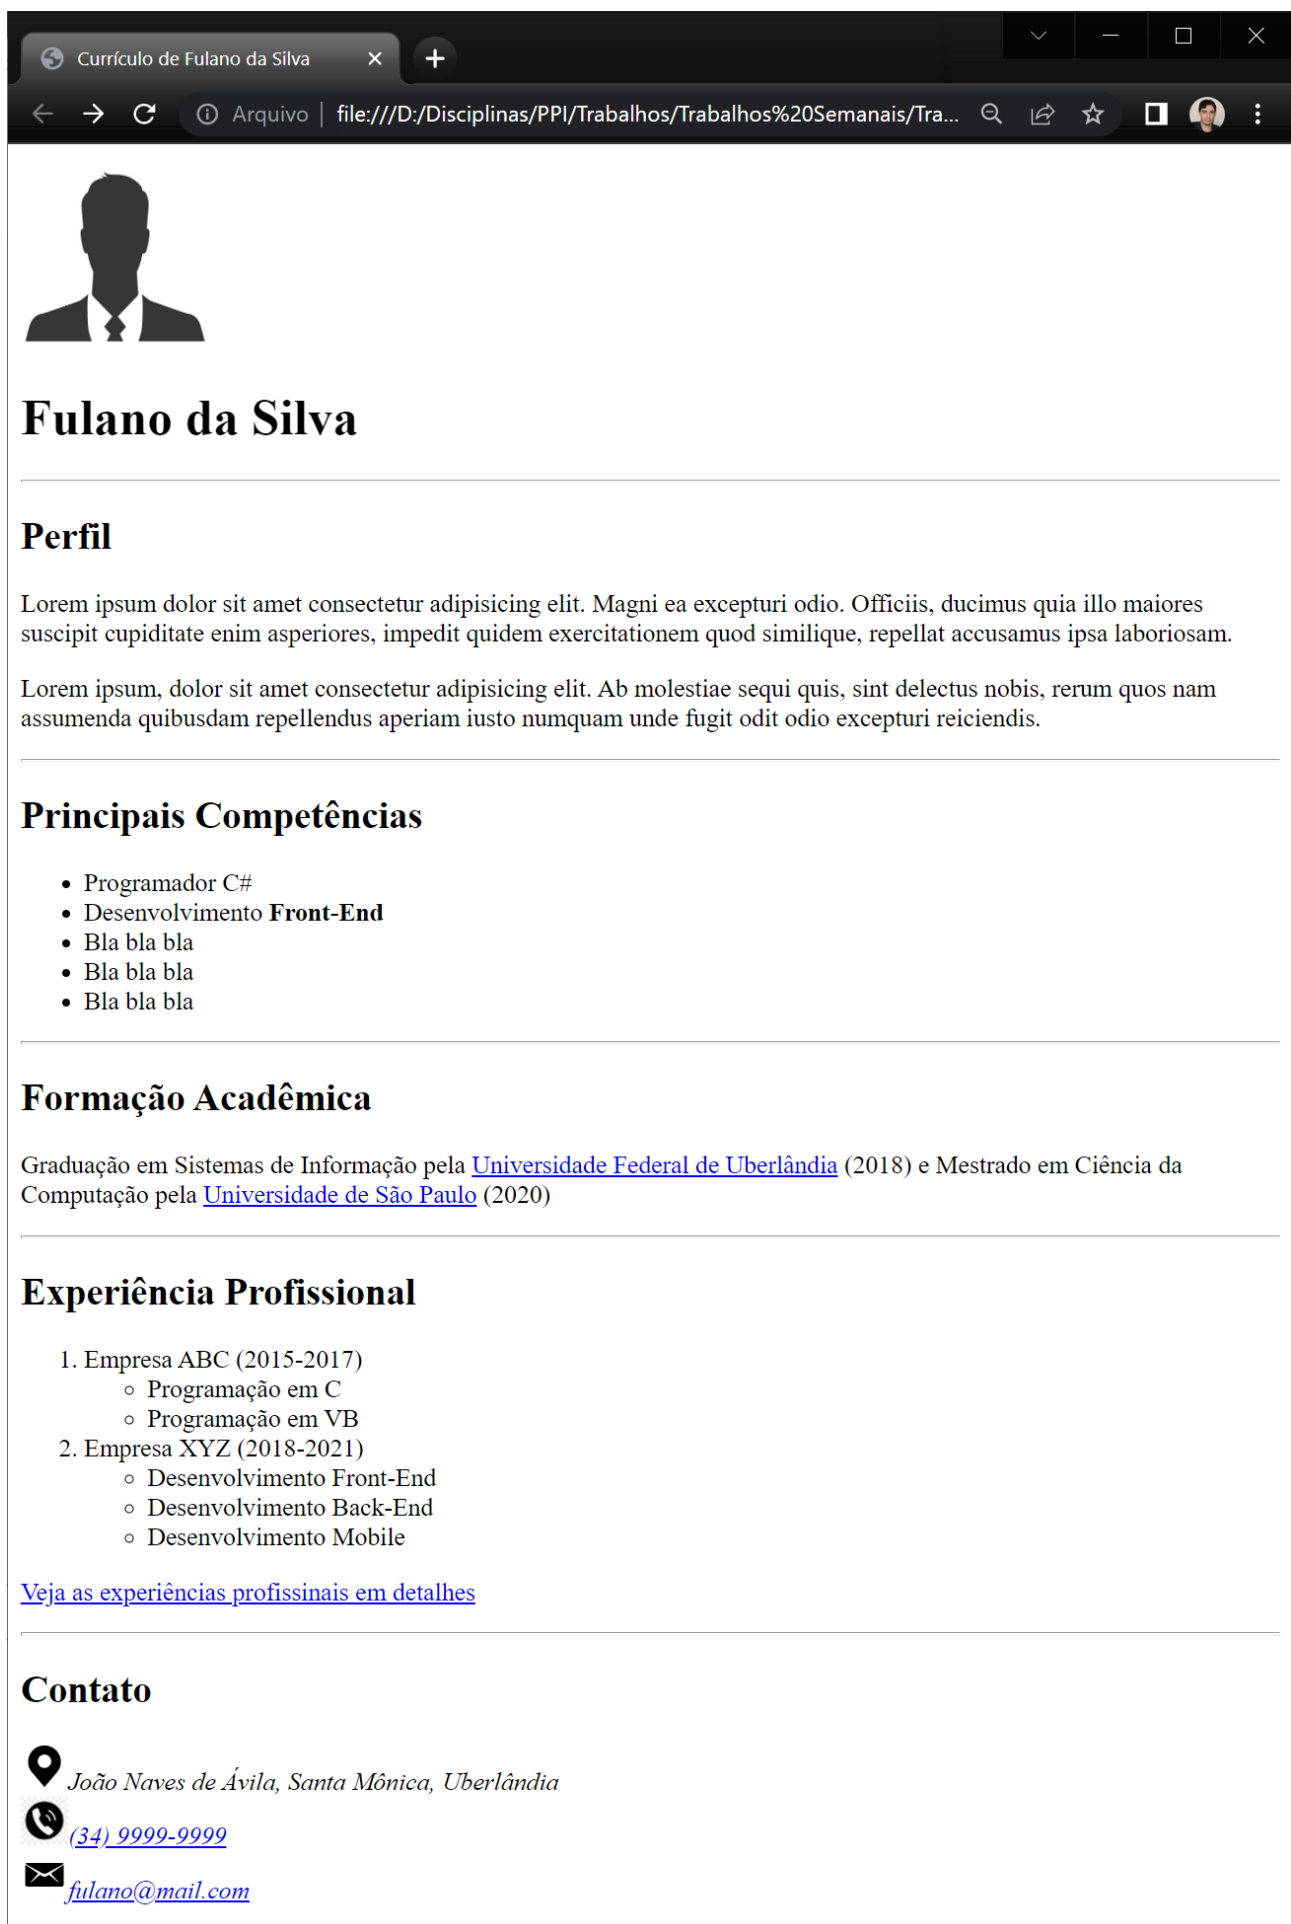 Currículo de Fulano da Silva
Arquivo | file:///D:/Disciplinas/PPI/Trabalhos/Trabalhos%20Semanais/Tra...
Fulano da Silva
Perfil
Lorem ipsum dolor sit amet consectetur adipisicing elit. Magni ea excepturi odio. Officiis, ducimus quia illo maiores
suscipit cupiditate enim asperiores, impedit quidem exercitationem quod similique, repellat accusamus ipsa laboriosam.
Lorem ipsum, dolor sit amet consectetur adipisicing elit. Ab molestiae sequi quis, sint delectus nobis, rerum quos nam
assumenda quibusdam repellendus aperiam iusto numquam unde fugit odit odio excepturi reiciendis.
Principais Competências
• Programador C#
• Desenvolvimento Front-End
• Bla bla bla
• Bla bla bla
• Bla bla bla
Formação Acadêmica
Graduação em Sistemas de Informação pela Universidade Federal de Uberlândia (2018) e Mestrado em Ciência da
Computação pela Universidade de São Paulo (2020)
Experiência Profissional
1. Empresa ABC (2015-2017)
◦ Programação em C
◦ Programação em VB
2. Empresa XYZ (2018-2021)
◦ Desenvolvimento Front-End
◦ Desenvolvimento Back-End
◦ Desenvolvimento Mobile
Veja as experiências profissinais em detalhes
Contato
João Naves de Ávila, Santa Mônica, Uberlândia
(34) 9999-9999
fulano@mail.com